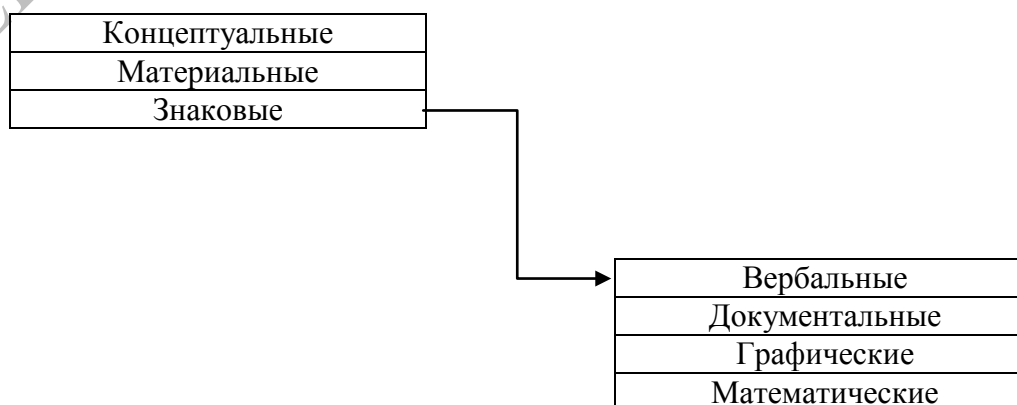 Концептуальные
Материальные
Знаковые
Вербальные
Документальные
Графические
Математические